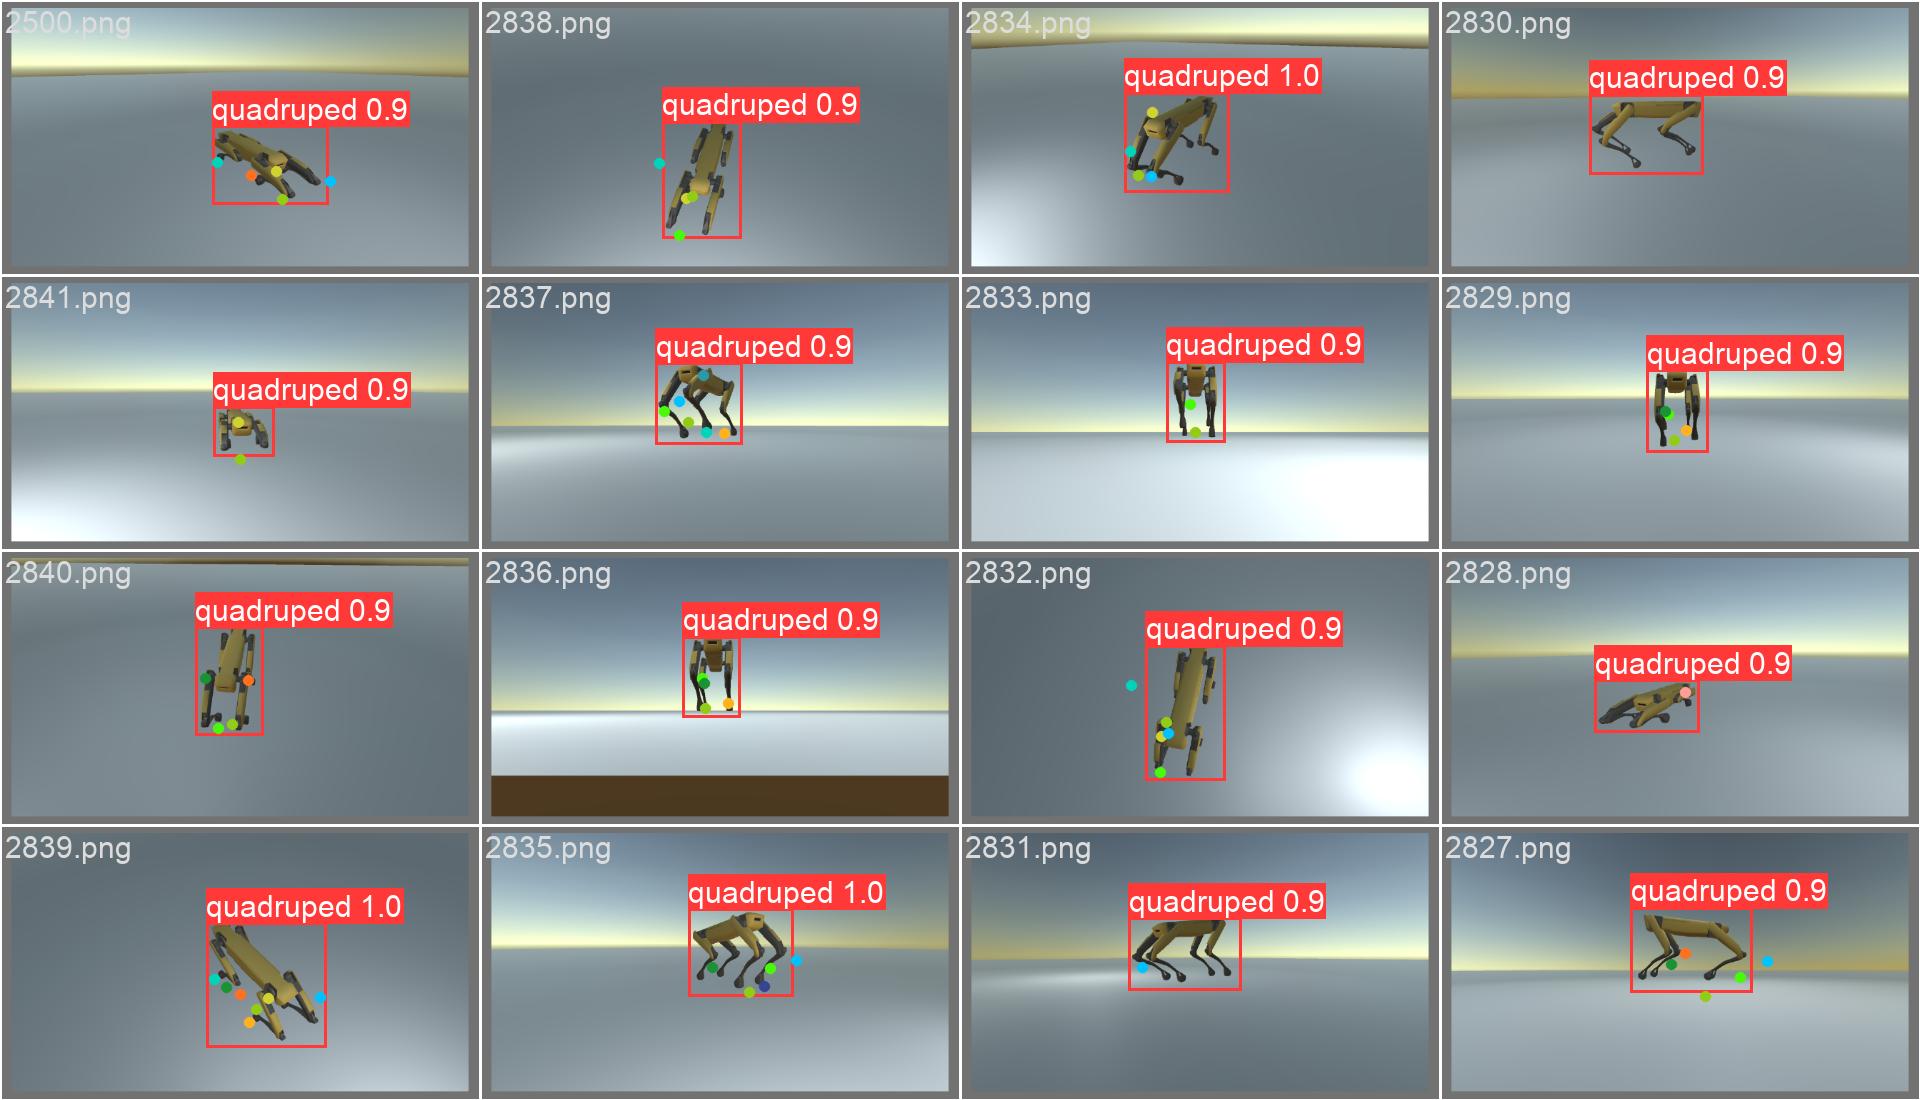 2500.png
quadruped 0.9
2838.png
quadruped 0.9
2834.png
quadruped 1.0
2830.png
quadruped 0.9
2841.png
quadruped 0.9
2837.png
quadruped 0.9
2833.png
quadruped 0.9
2829.png
quadruped 0.9
2840.png
quadruped 0.9
2836.png
quadruped 0.9
2832.png
quadruped 0.9
2828.png
quadruped 0.9
2839.png
quadruped 1.0
2835.png
quadruped 1.0
2831.png
quadruped 0.9
2827.png
quadruped 0.9